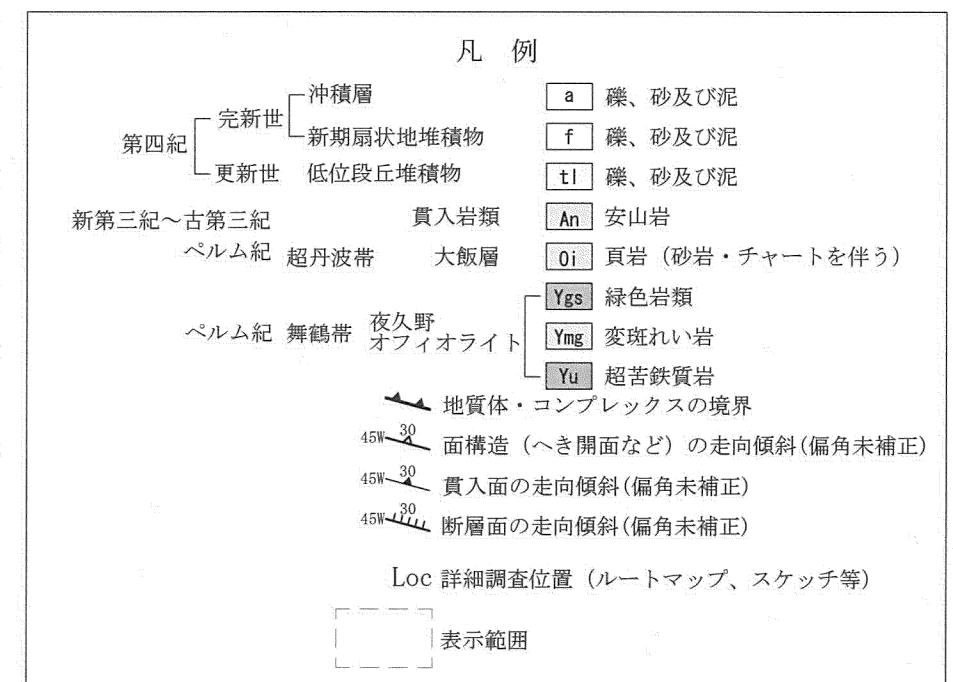 凡 例
第四紀 完新世 沖積層 a 礫、砂及び泥
新期扇状地堆積物 f 礫、砂及び泥
更新世 低位段丘堆積物 tl 礫、砂及び泥
新第三紀～古第三紀 貫入岩類 An 安山岩
ペルム紀 超丹波帯 大飯層 Oi 頁岩（砂岩・チャートを伴う）
Ygs 緑色岩類
ペルム紀 舞鶴帯 夜久野 オフィオライト Ymg 変斑れい岩
Yu 超苦鉄質岩
地質体・コンプレックスの境界
45W 30 面構造（へき開面など）の走向傾斜(偏角未補正)
45W 30 貫入面の走向傾斜(偏角未補正)
45W 30 断層面の走向傾斜(偏角未補正)
Loc 詳細調査位置（ルートマップ、スケッチ等）
表示範囲